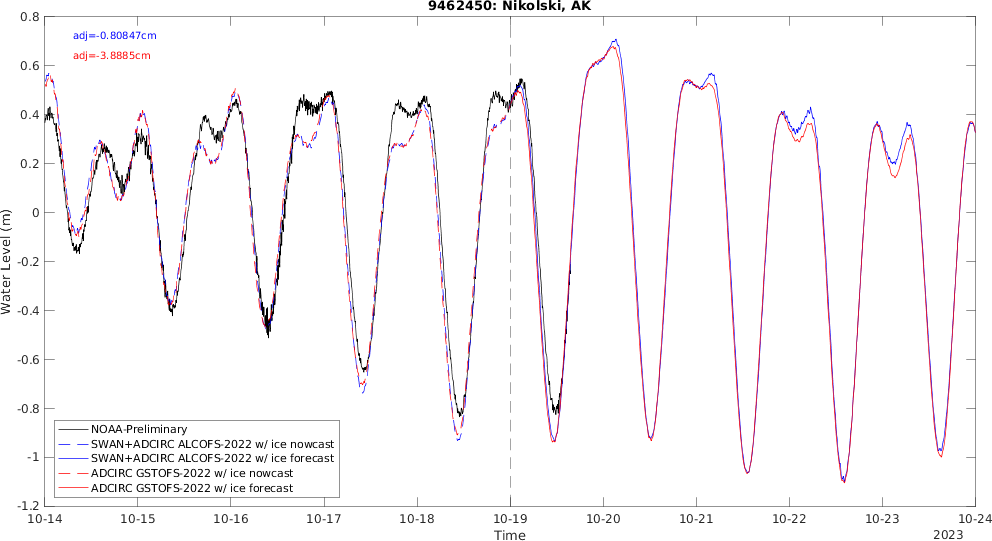 9462450: Nikolski, AK
adj=-0.80847cm
adj=-3.8885cm
0.8
0.6
0.4
0.2
0
-0.2
-0.4
-0.6
-0.8
-1
-1.2
Water Level (m)
NOAA-Preliminary
SWAN+ADCIRC ALCOFS-2022 w/ ice nowcast
SWAN+ADCIRC ALCOFS-2022 w/ ice forecast
ADCIRC GSTOFS-2022 w/ ice nowcast
ADCIRC GSTOFS-2022 w/ ice forecast
10-14 10-15 10-16 10-17 10-18 10-19 10-20 10-21 10-22 10-23 10-24
Time
2023